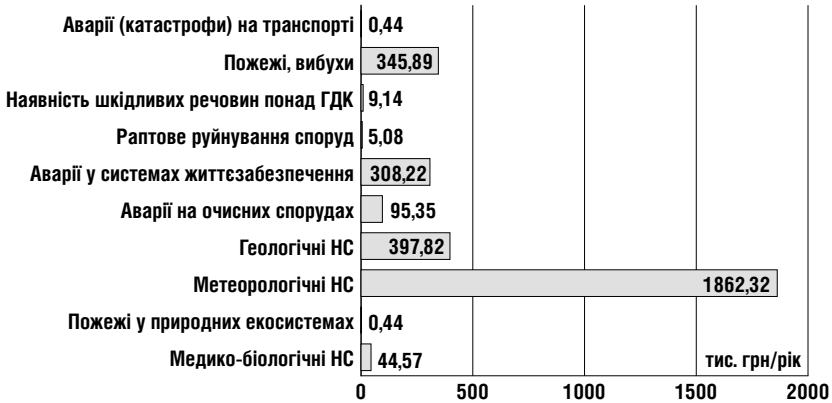 Аварії (катастрофи) на транспорті 0,44
Пожежі, вибухи 345,89
Наявність шкідливих речовин понад ГДК 9,14
Раптове руйнування споруд 5,08
Аварії у системах життєзабезпечення 308,22
Аварії на очисних спорудах 95,35
Геологічні НС 397,82
Метеорологічні НС 1862,32
Пожежі у природних екосистемах 0,44
Медико-біологічні НС 44,57 тис. грн/рік
0 500 1000 1500 2000